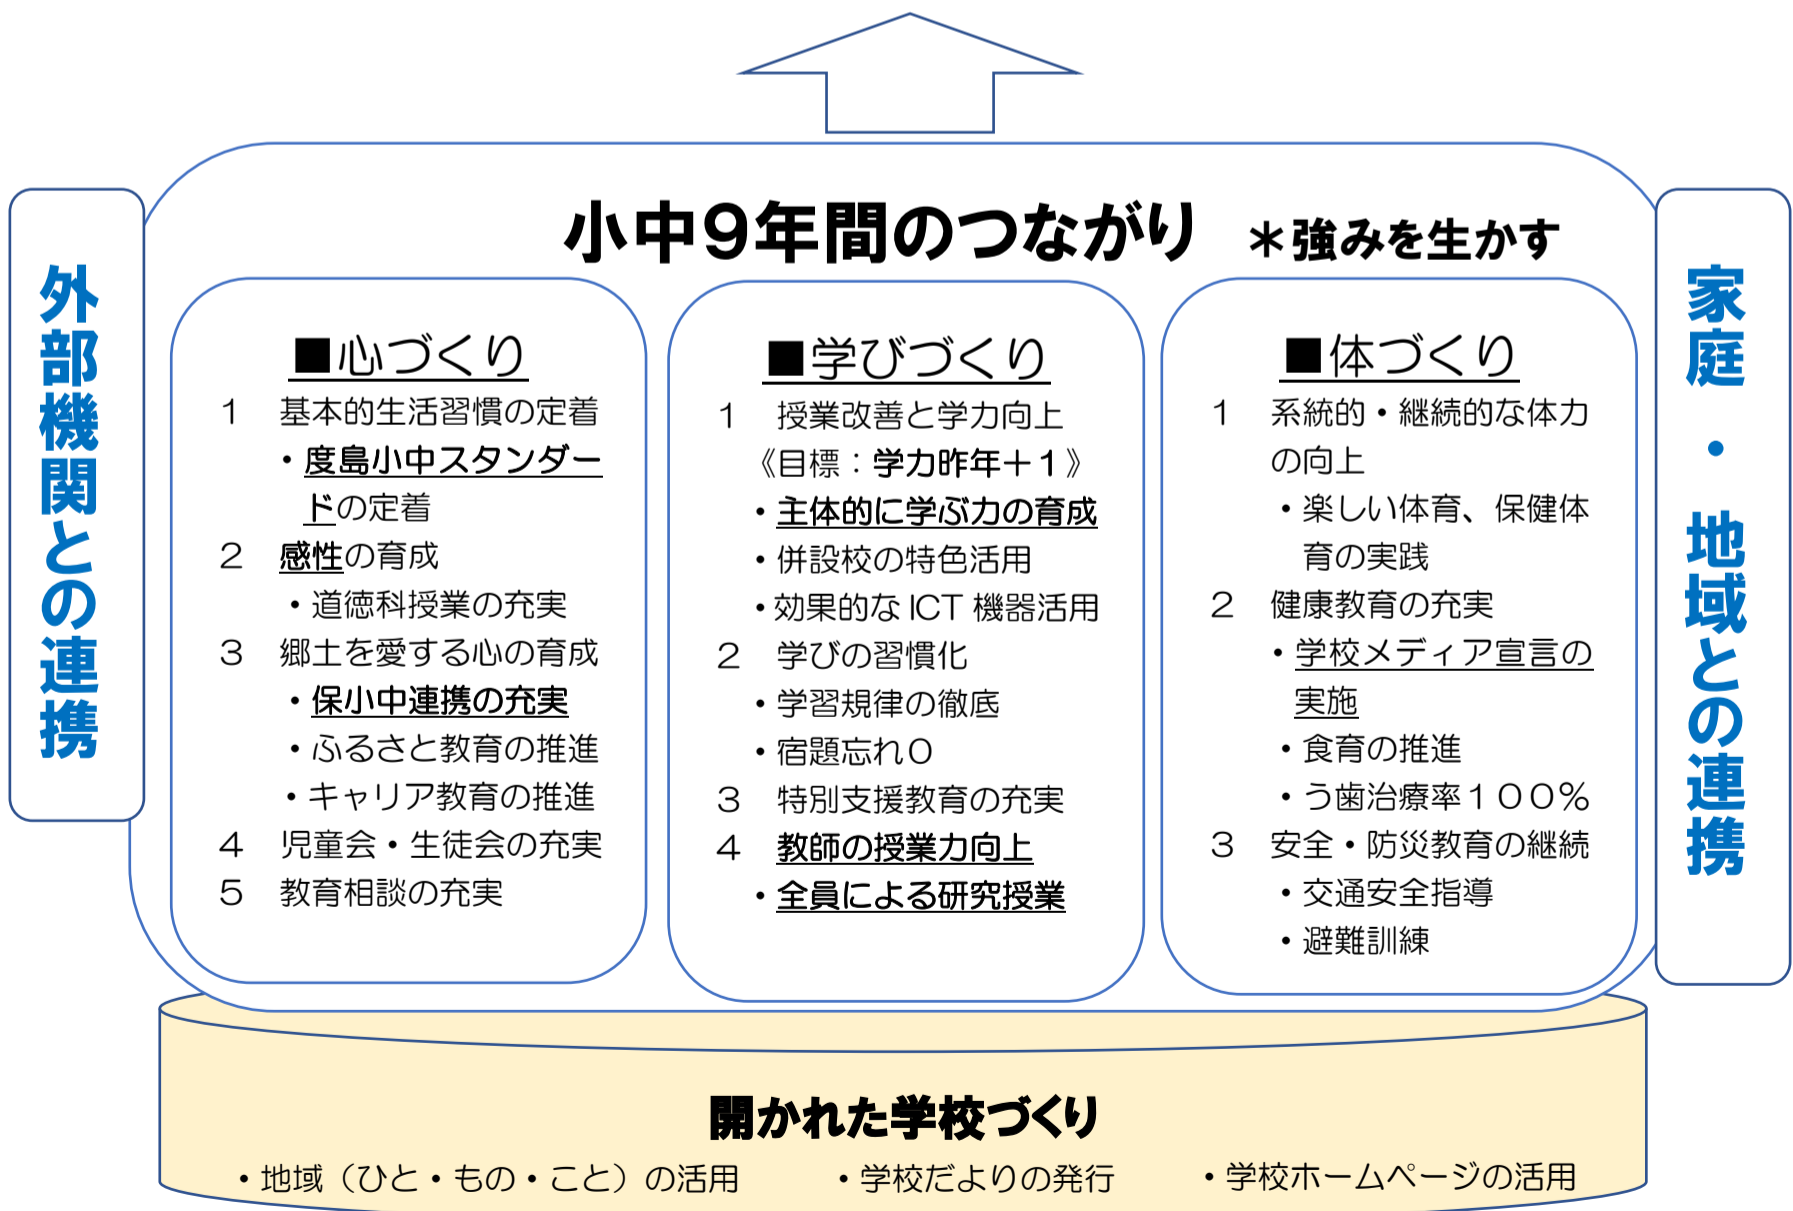 小中９年間のつながり　＊強みを生かす
外部機関との連携
■心づくり
１　基本的生活習慣の定着
・度島小中スタンダー
ドの定着
２　感性の育成
・道徳科授業の充実
３　郷土を愛する心の育成
・保小中連携の充実
・ふるさと教育の推進
・キャリア教育の推進
４　児童会・生徒会の充実
５　教育相談の充実
■学びづくり
１　授業改善と学力向上
《目標：学力昨年＋１》
・主体的に学ぶ力の育成
・併設校の特色活用
・効果的な ICT 機器活用
２　学びの習慣化
・学習規律の徹底
・宿題忘れ０
３　特別支援教育の充実
４　教師の授業力向上
・全員による研究授業
■体づくり
１　系統的・継続的な体力
の向上
・楽しい体育、保健体
育の実践
２　健康教育の充実
・学校メディア宣言の
実施
・食育の推進
・う歯治療率１００％
３　安全・防災教育の継続
・交通安全指導
・避難訓練
家庭・地域との連携
開かれた学校づくり
・地域（ひと・もの・こと）の活用　・学校だよりの発行　・学校ホームページの活用